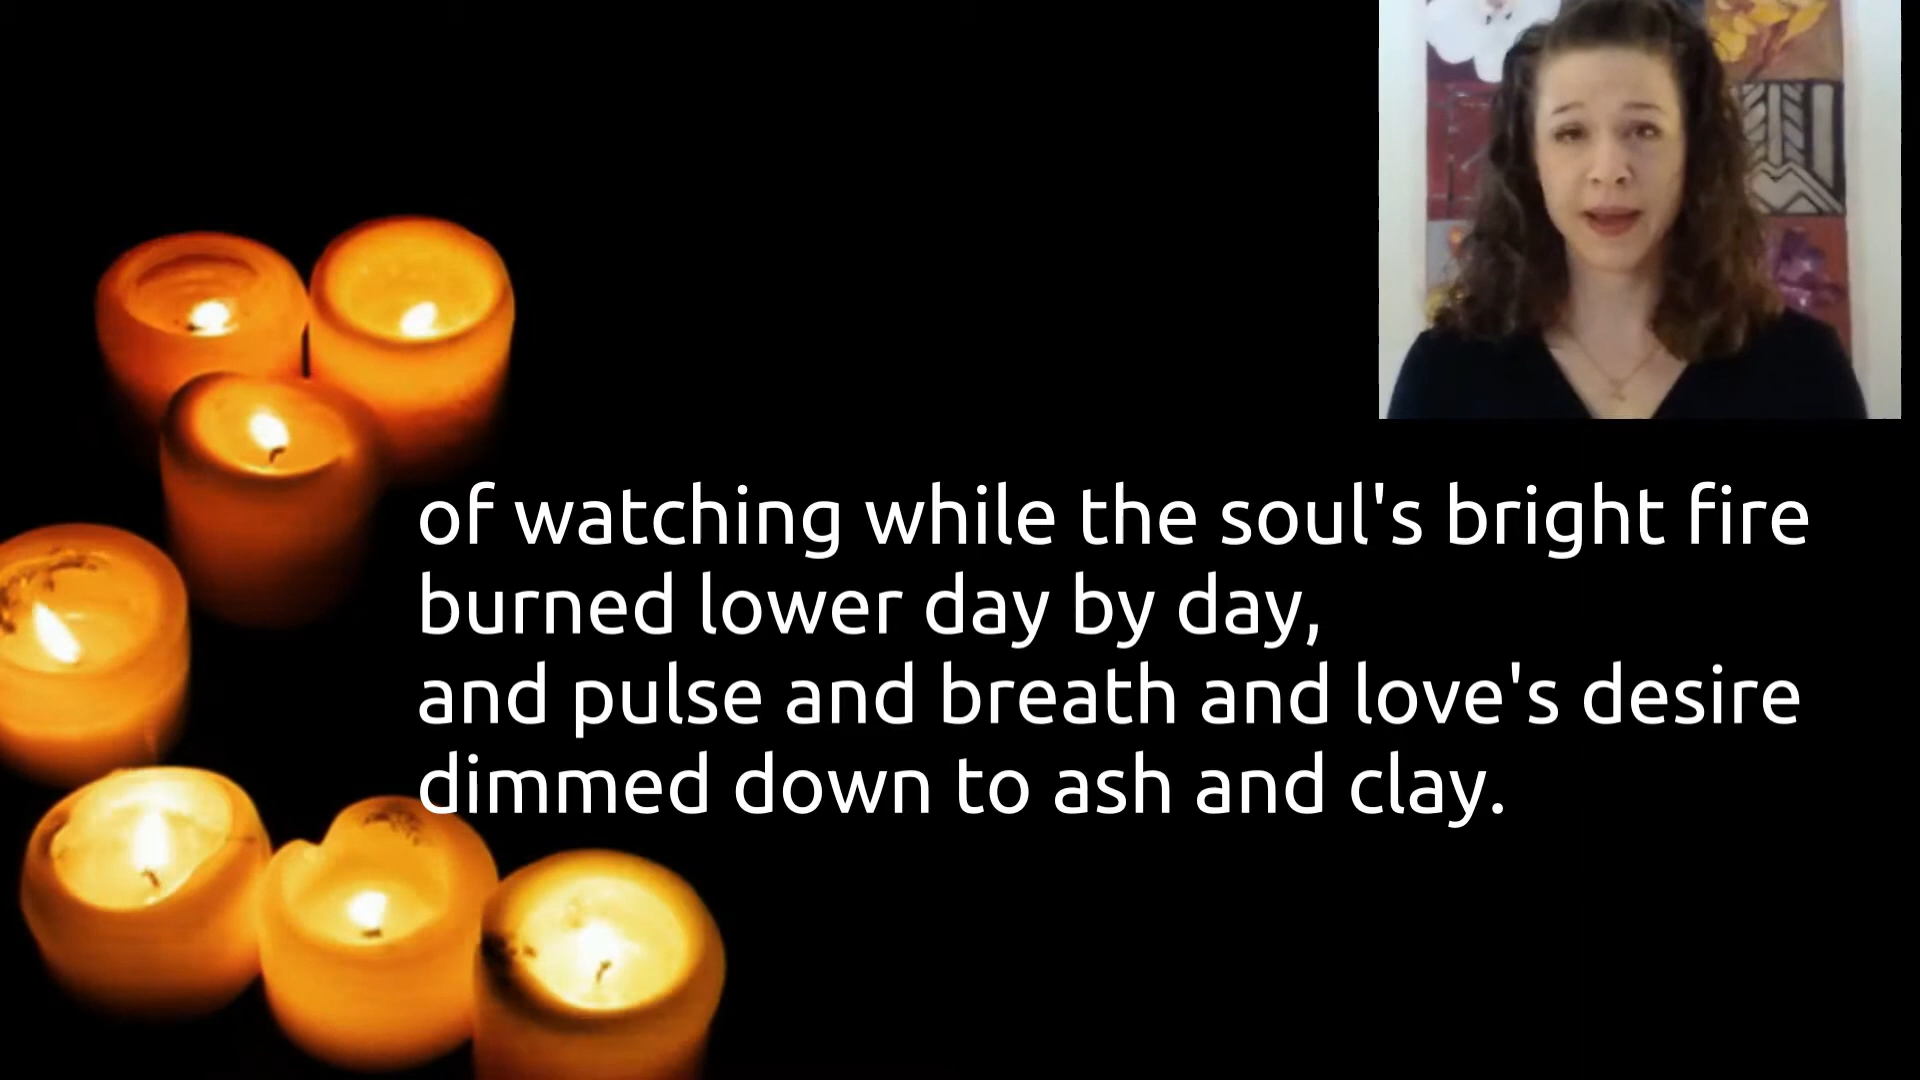 of watching while the soul's bright fire
burned lower day by day,
and pulse and breath and love's desire
dimmed down to ash and clay.